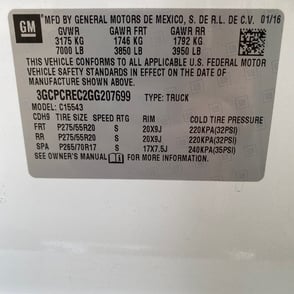 GM MFD BY GENERAL MOTORS DE MEXICO, S. DE R.L. DE C.V. 01/16
GVWR GAWR FRT GAWR RR
3175 KG 1746 KG 1792 KG
7000 LB 3850 LB 3950 LB
THIS VEHICLE CONFORMS TO ALL APPLICABLE U.S. FEDERAL MOTOR
VEHICLE SAFETY STANDARDS IN EFFECT ON THE DATE OF
MANUFACTURE SHOWN ABOVE.
3GCPCREC2GG207699 TYPE: TRUCK
MODEL: C15543
CDH9 TIRE SIZE SPEED RTG RIM COLD TIRE PRESSURE
FRT P275/55R20 S 20X9J 220KPA(32PSI)
RR P275/55R20 S 20X9J 220KPA(32PSI)
SPA P265/70R17 S 17X7.5J 240KPA(35PSI)
SEE OWNER'S MANUAL FOR ADDITIONAL INFORMATION.